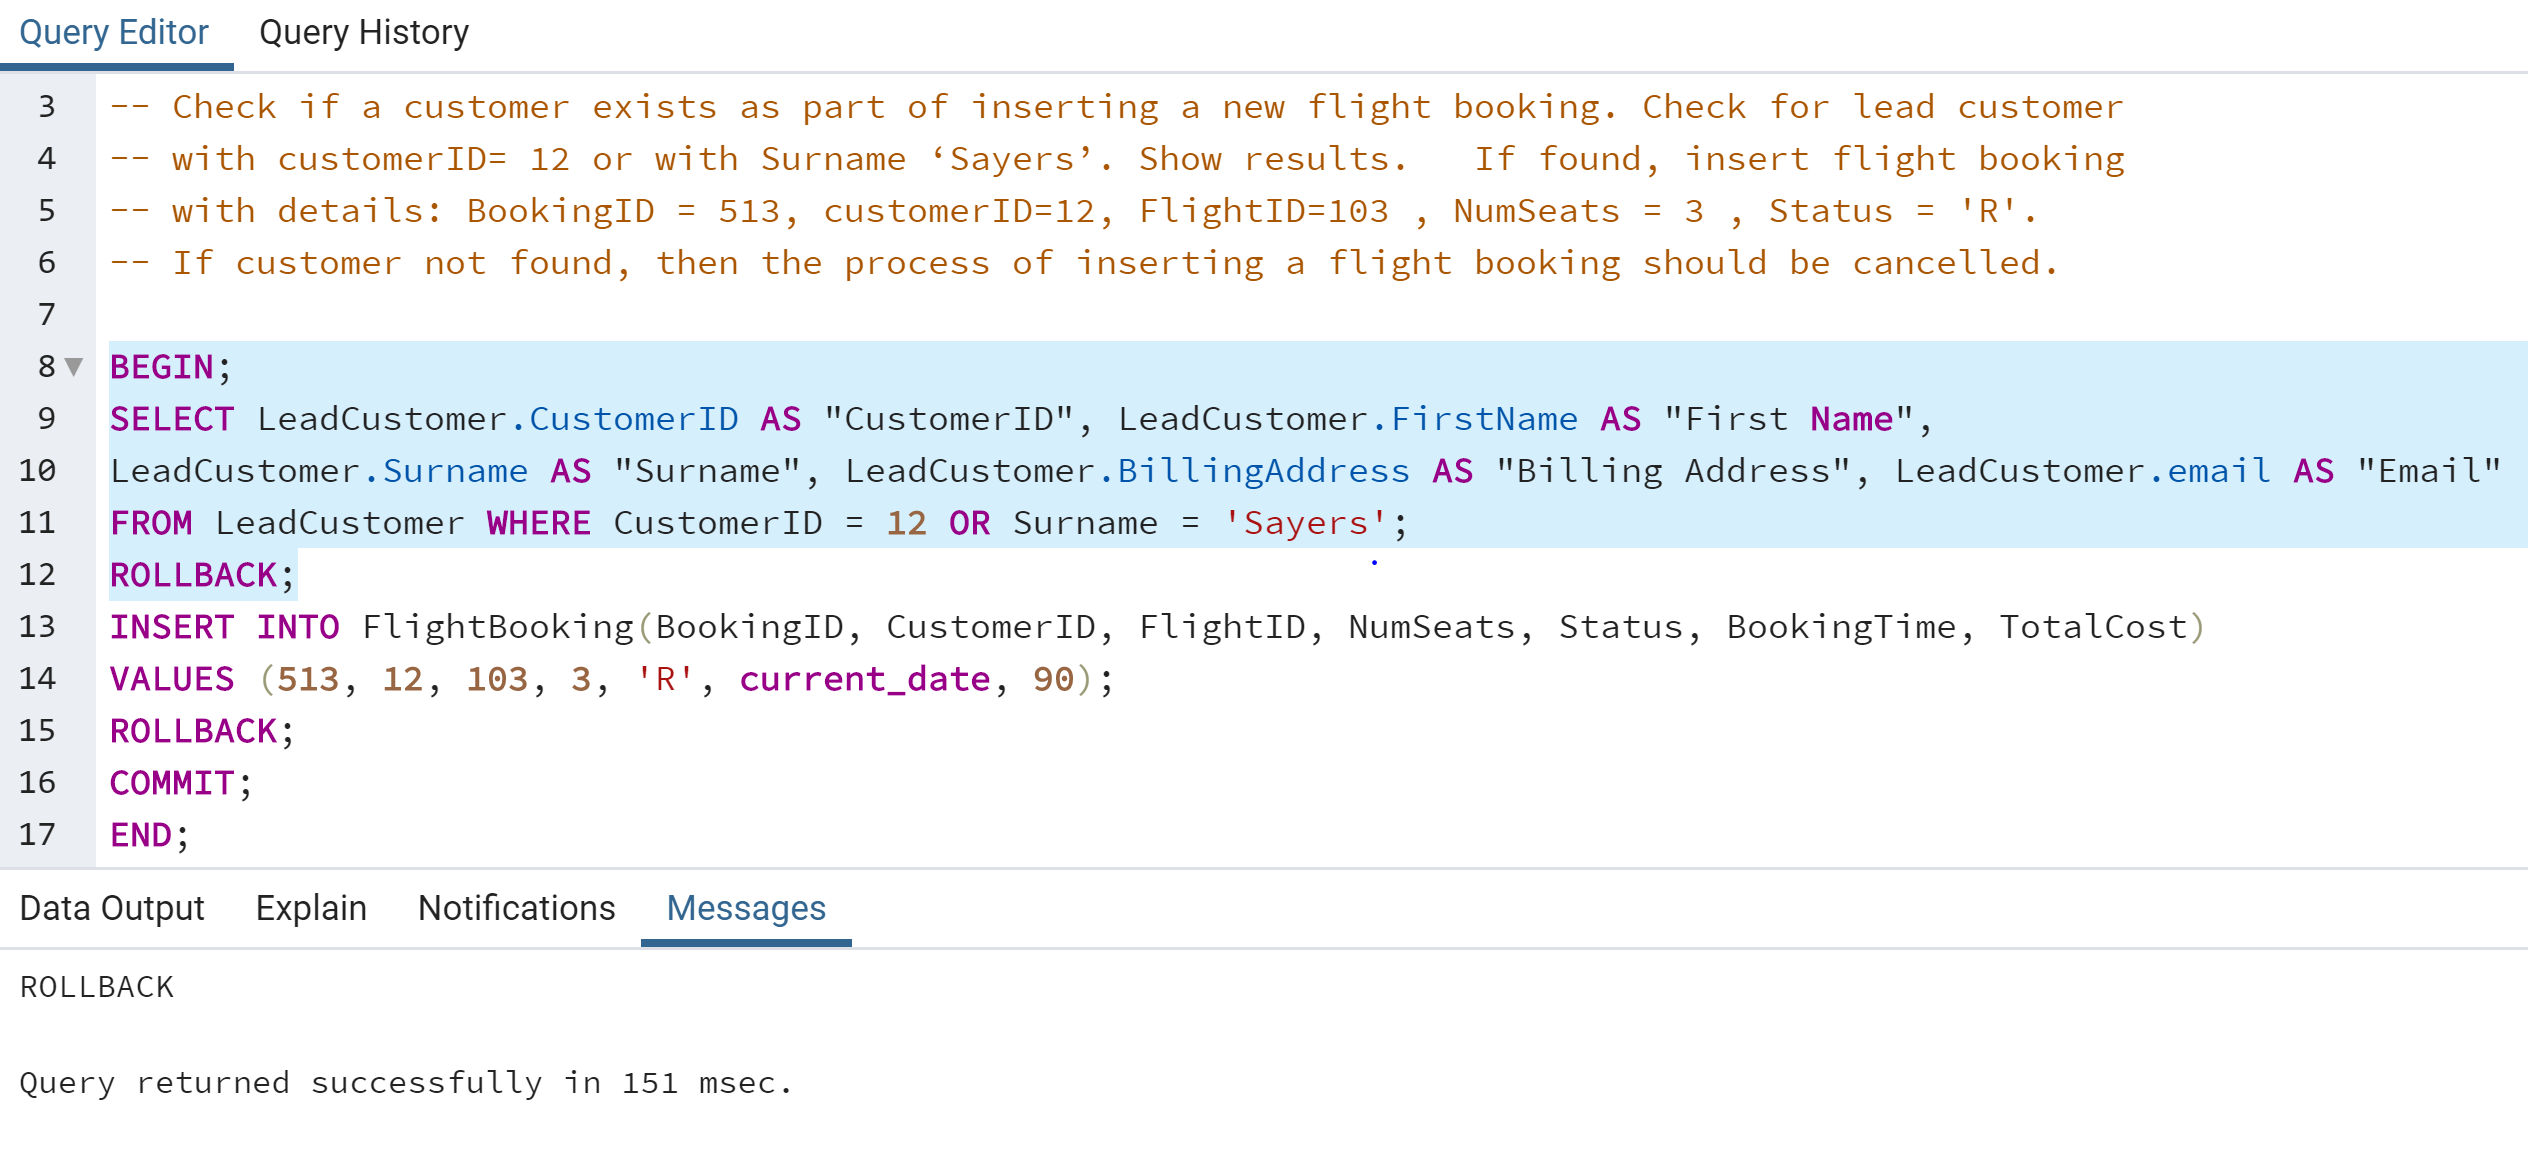 Query Editor Query History
3 -- Check if a customer exists as part of inserting a new flight booking. Check for lead customer
4 -- with customerID= 12 or with Surname ‘Sayers’. Show results.   If found, insert flight booking
5 -- with details: BookingID = 513, customerID=12, FlightID=103 , NumSeats = 3 , Status = 'R'.
6 -- If customer not found, then the process of inserting a flight booking should be cancelled.
7
8 BEGIN;
9 SELECT LeadCustomer.CustomerID AS "CustomerID", LeadCustomer.FirstName AS "First Name",
10 LeadCustomer.Surname AS "Surname", LeadCustomer.BillingAddress AS "Billing Address", LeadCustomer.email AS "Email"
11 FROM LeadCustomer WHERE CustomerID = 12 OR Surname = 'Sayers';
12 ROLLBACK;
13 INSERT INTO FlightBooking(BookingID, CustomerID, FlightID, NumSeats, Status, BookingTime, TotalCost)
14 VALUES (513, 12, 103, 3, 'R', current_date, 90);
15 ROLLBACK;
16 COMMIT;
17 END;
Data Output Explain Notifications Messages
ROLLBACK
Query returned successfully in 151 msec.